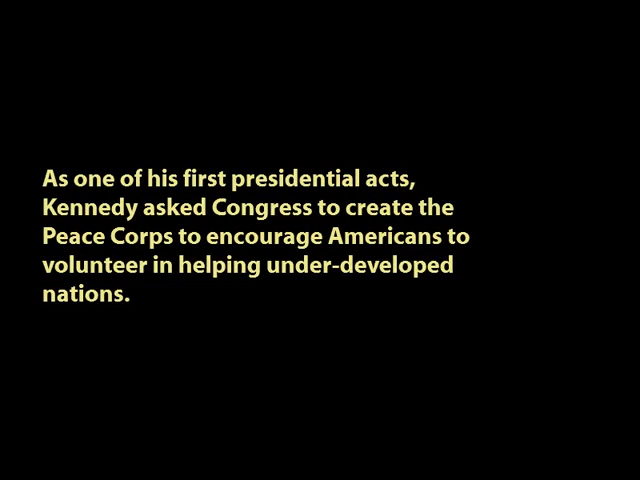 As one of his first presidential acts,
Kennedy asked Congress to create the
Peace Corps to encourage Americans to
volunteer in helping under-developed
nations.